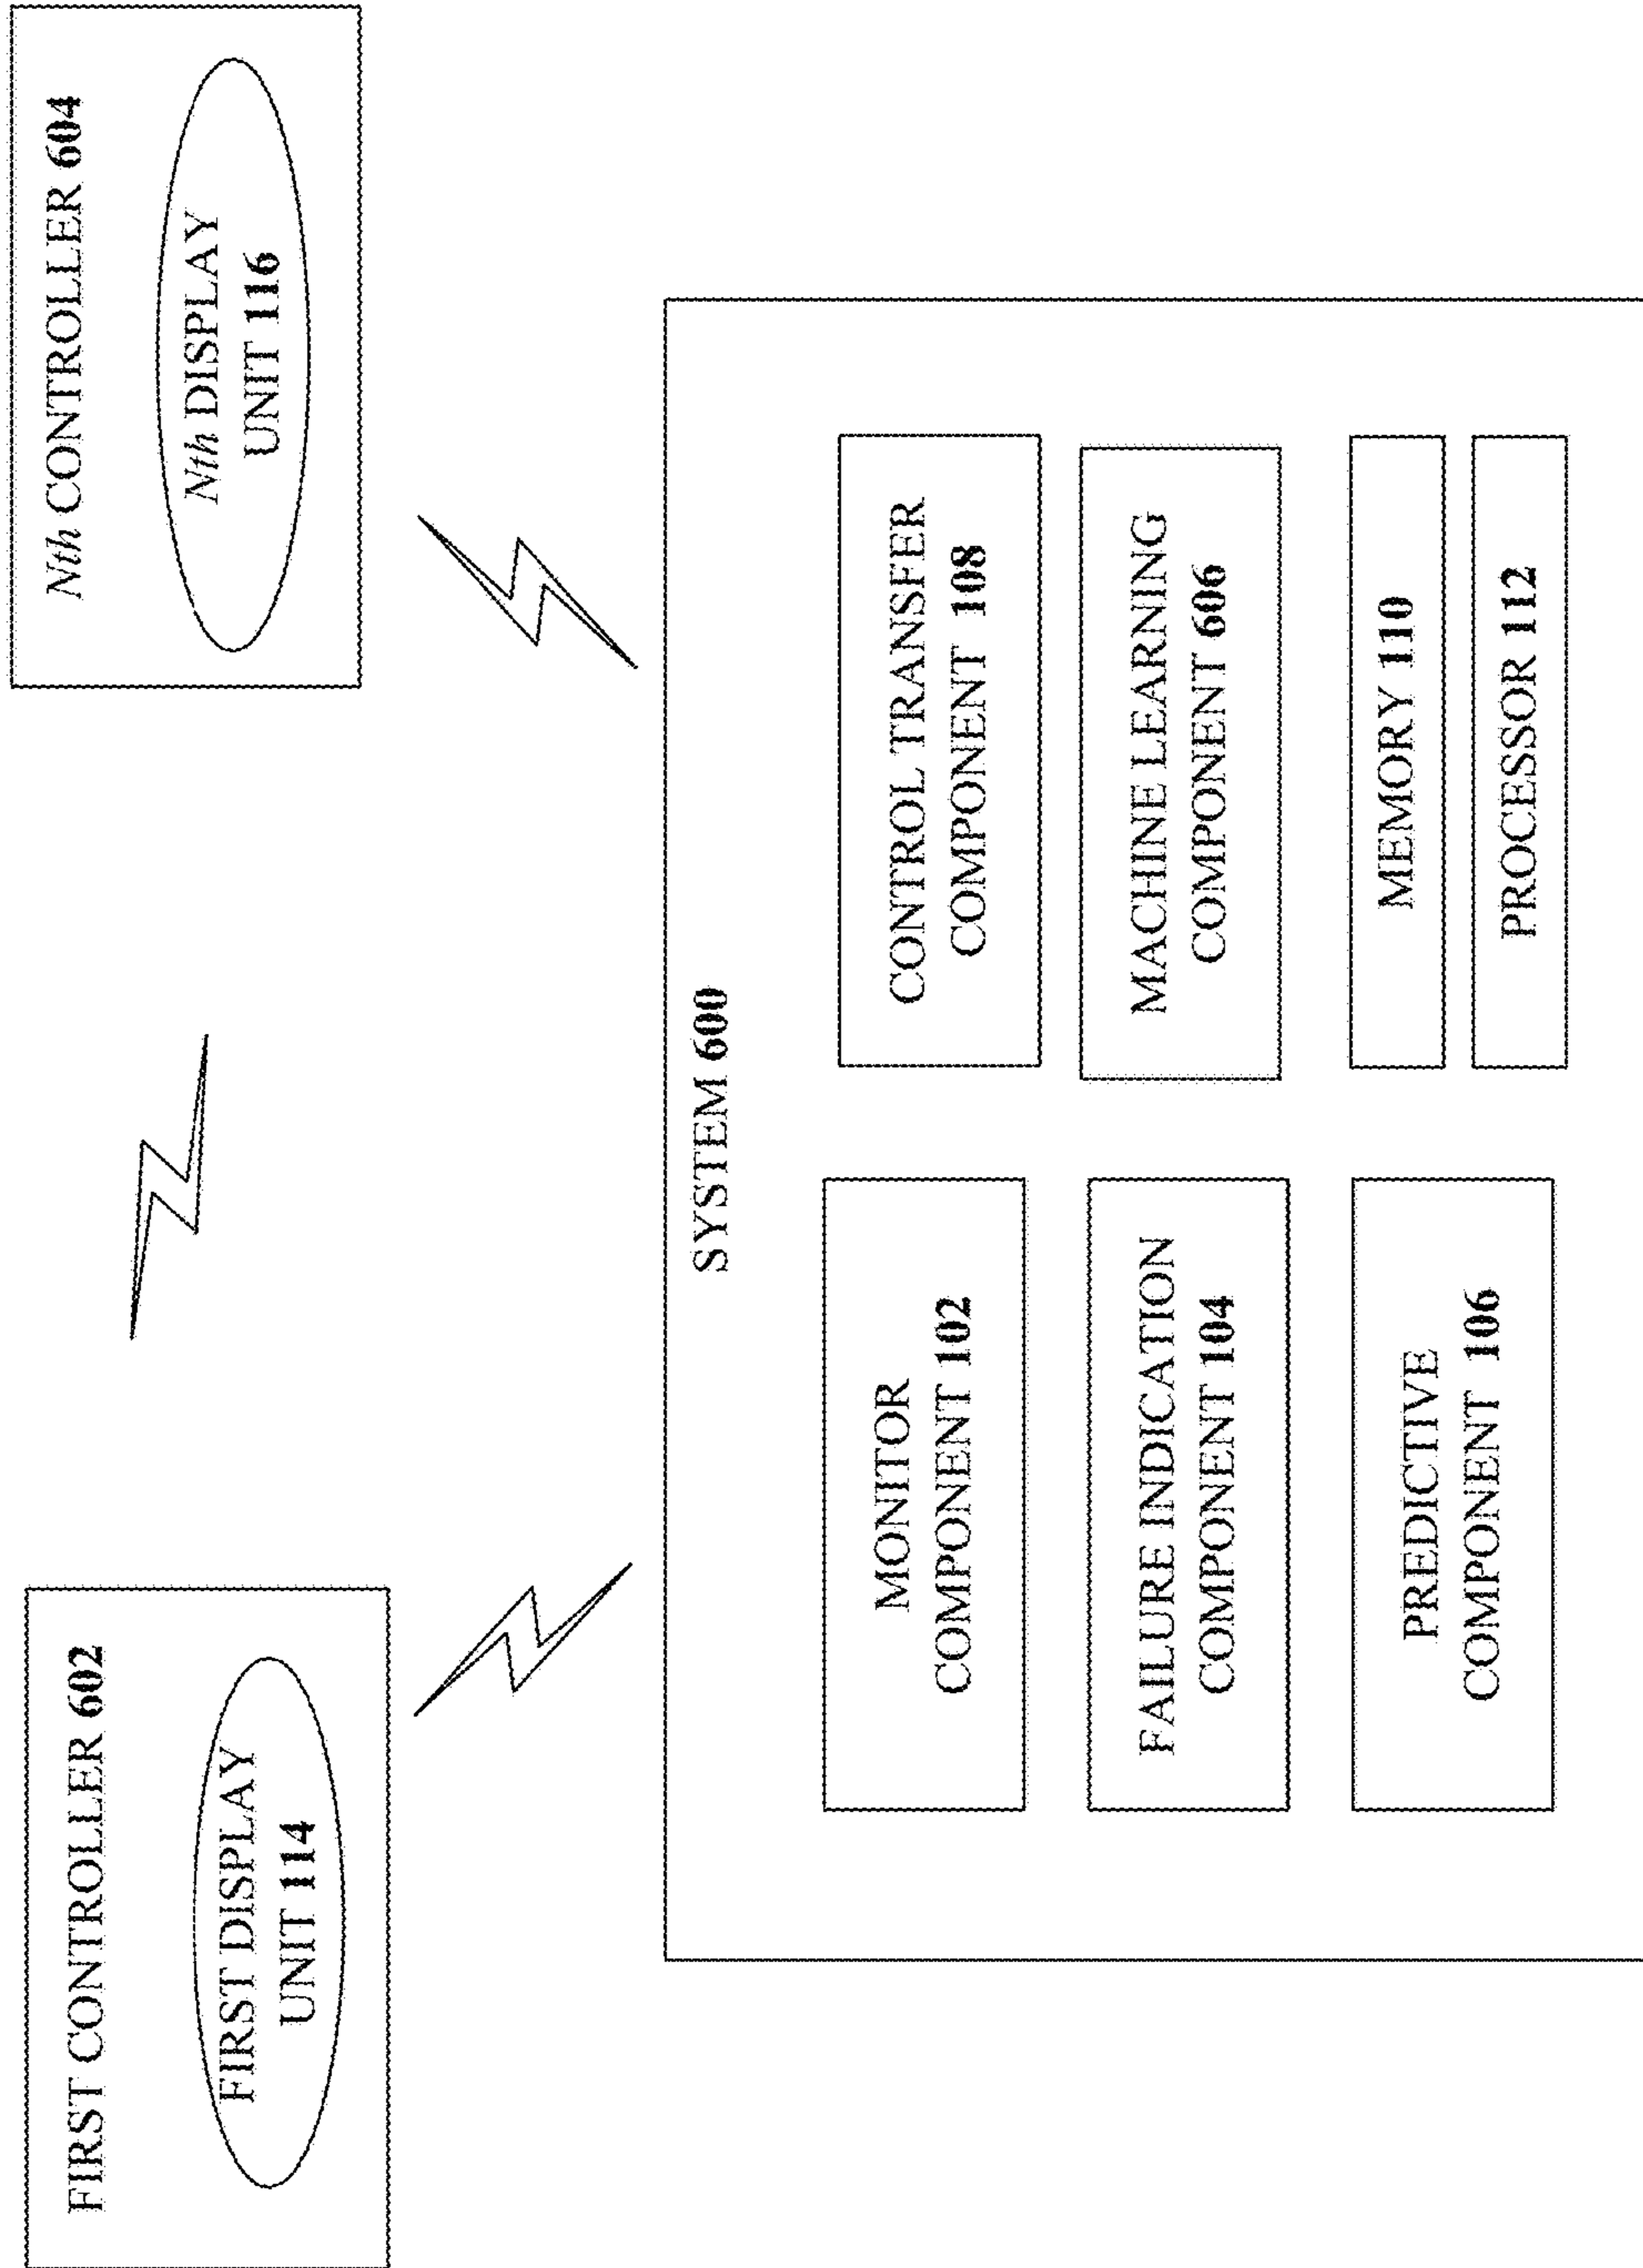 FIRST CONTROLLER 602
FIRST DISPLAY
UNIT 114
Nth CONTROLLER 604
Nth DISPLAY
UNIT 116
SYSTEM 600
MONITOR
COMPONENT 102
FAILURE INDICATION
COMPONENT 104
PREDICTIVE
COMPONENT 106
CONTROL TRANSFER
COMPONENT 108
MACHINE LEARNING
COMPONENT 606
MEMORY 110
PROCESSOR 112